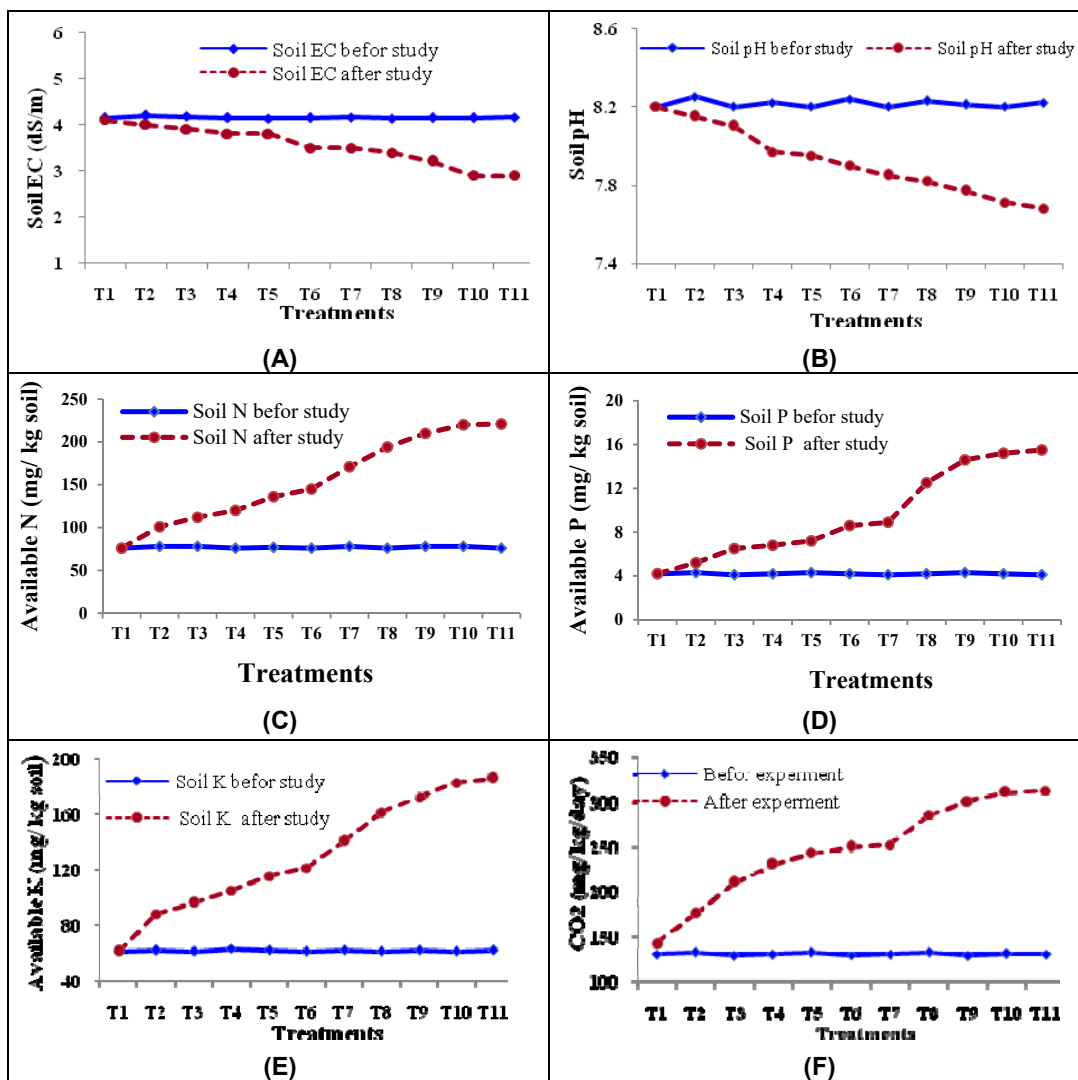 Soil EC befor study
Soil EC after study
6
5
4
3
2
1
Soil EC (dS/m)
T1 T2 T3 T4 T5 T6 T7 T8 T9 T10 T11
Treatments
(A)
Soil pH befor study Soil pH after study
8.6
8.2
7.8
7.4
Soil pH
T1 T2 T3 T4 T5 T6 T7 T8 T9 T10 T11
Treatments
(B)
Soil N befor study
Soil N after study
250
200
150
100
50
0
Available N (mg/ kg soil)
T1 T2 T3 T4 T5 T6 T7 T8 T9 T10 T11
Treatments
(C)
Soil P befor study
Soil P after study
20
16
12
8
4
0
Available P (mg/ kg soil)
T1 T2 T3 T4 T5 T6 T7 T8 T9 T10 T11
Treatments
(D)
Soil K befor study
Soil K after study
200
160
120
80
40
Available K (mg/ kg soil)
T1 T2 T3 T4 T5 T6 T7 T8 T9 T10 T11
Treatments
(E)
Befor experment
After experment
350
300
250
200
150
100
CO2 (mg/kg/day)
T1 T2 T3 T4 T5 T6 T7 T8 T9 T10 T11
Treatments
(F)